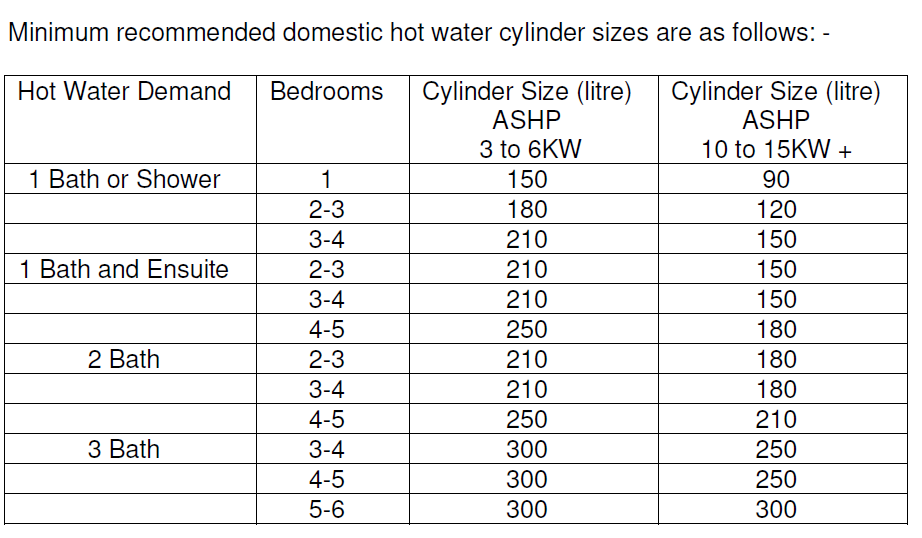 Minimum recommended domestic hot water cylinder sizes are as follows: -
Hot Water Demand Bedrooms Cylinder Size (litre) ASHP 3 to 6KW Cylinder Size (litre) ASHP 10 to 15KW +
1 Bath or Shower 1 150 90
2-3 180 120
3-4 210 150
1 Bath and Ensuite 2-3 210 150
3-4 210 150
4-5 250 180
2 Bath 2-3 210 180
3-4 210 180
4-5 250 210
3 Bath 3-4 300 250
4-5 300 250
5-6 300 300